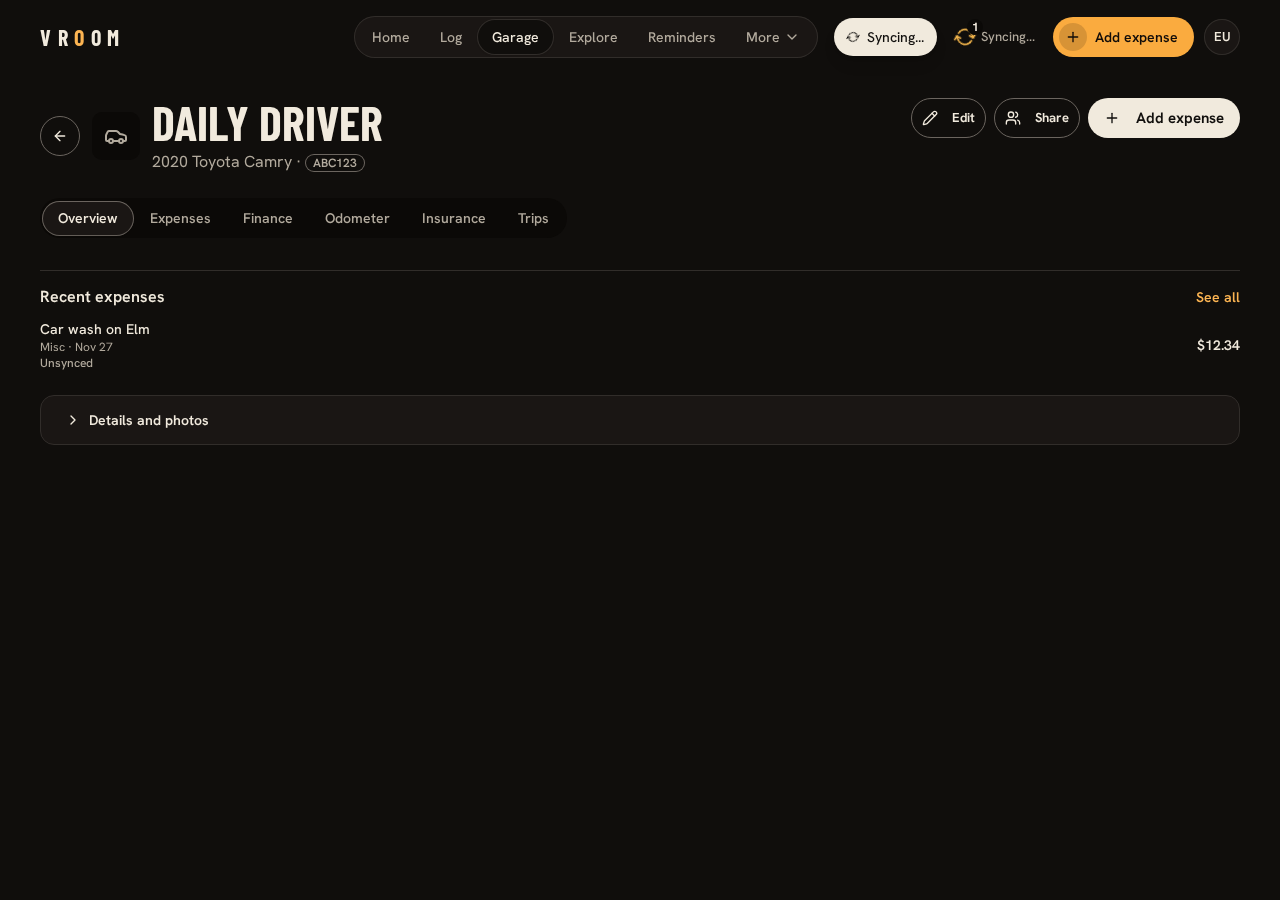 VROOM
Home Log Garage Explore Reminders More
Syncing...
1 Syncing...
Add expense
EU
DAILY DRIVER
2020 Toyota Camry · ABC123
Edit Share Add expense
Overview Expenses Finance Odometer Insurance Trips
Recent expenses See all
Car wash on Elm
Misc · Nov 27
Unsynced
$12.34
Details and photos